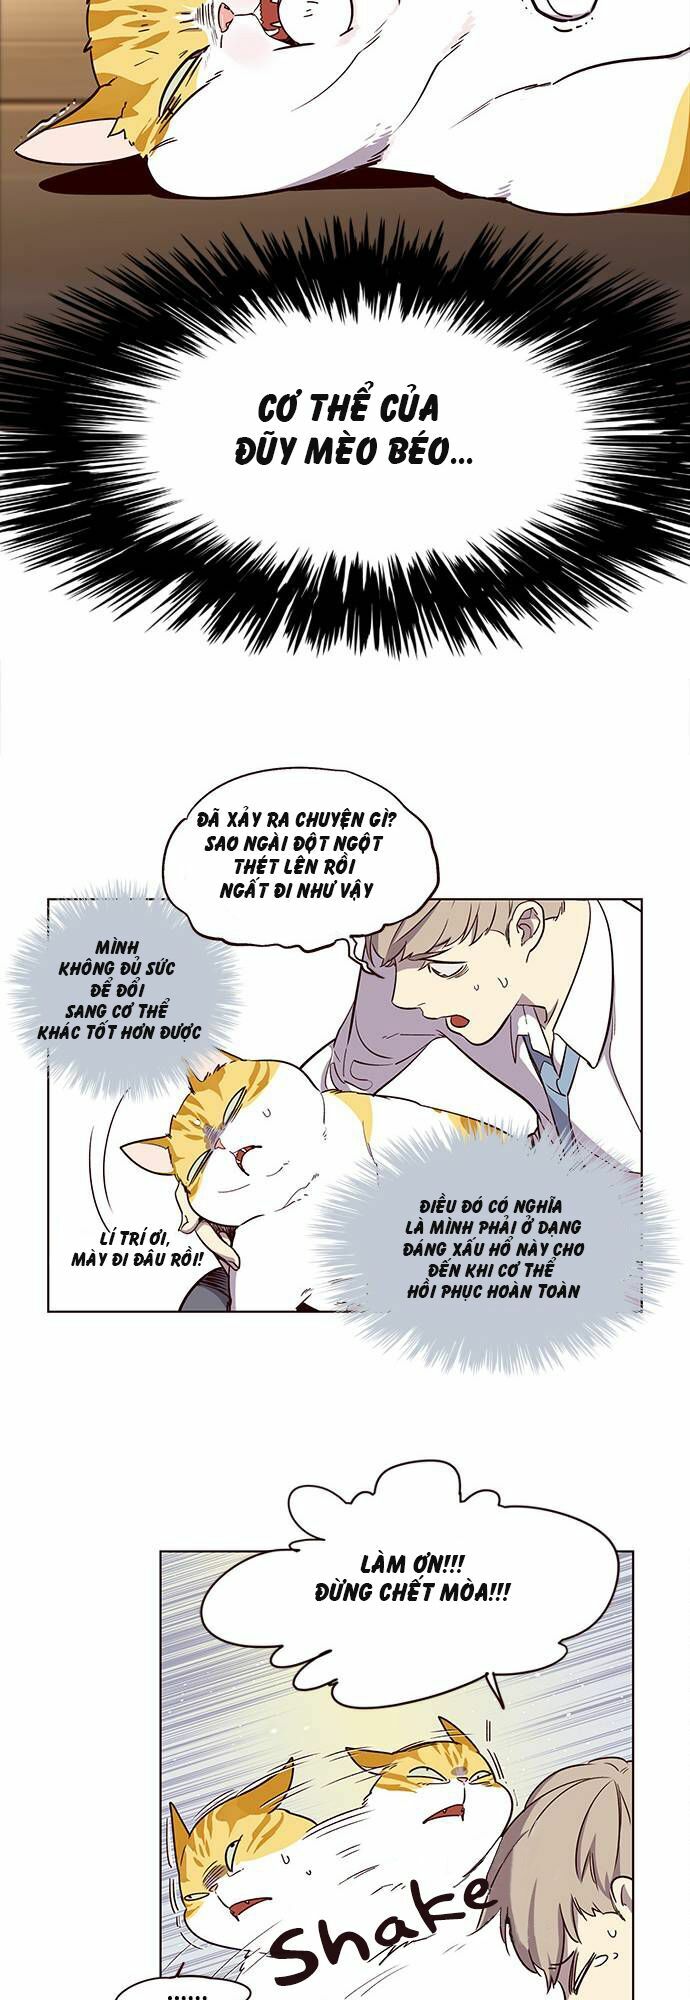 CƠ THỂ CỦA
ĐŨY MÈO BÉO...
ĐÃ XẢY RA CHUYỆN GÌ?
SAO NGÀI ĐỘT NGỘT
THÉT LÊN RỒI
NGẤT ĐI NHƯ VẬY
MÌNH
KHÔNG ĐỦ SỨC
ĐỂ ĐỔI
SANG CƠ THỂ
KHÁC TỐT HƠN ĐƯỢC
LÍ TRÍ ƠI,
MÀY ĐI ĐÂU RỒI!
ĐIỀU ĐÓ CÓ NGHĨA
LÀ MÌNH PHẢI Ở DẠNG
ĐÁNG XẤU HỔ NÀY CHO
ĐẾN KHI CƠ THỂ
HỒI PHỤC HOÀN TOÀN
LÀM ƠN!!!
ĐỪNG CHẾT MÒA!!!
Shake
......